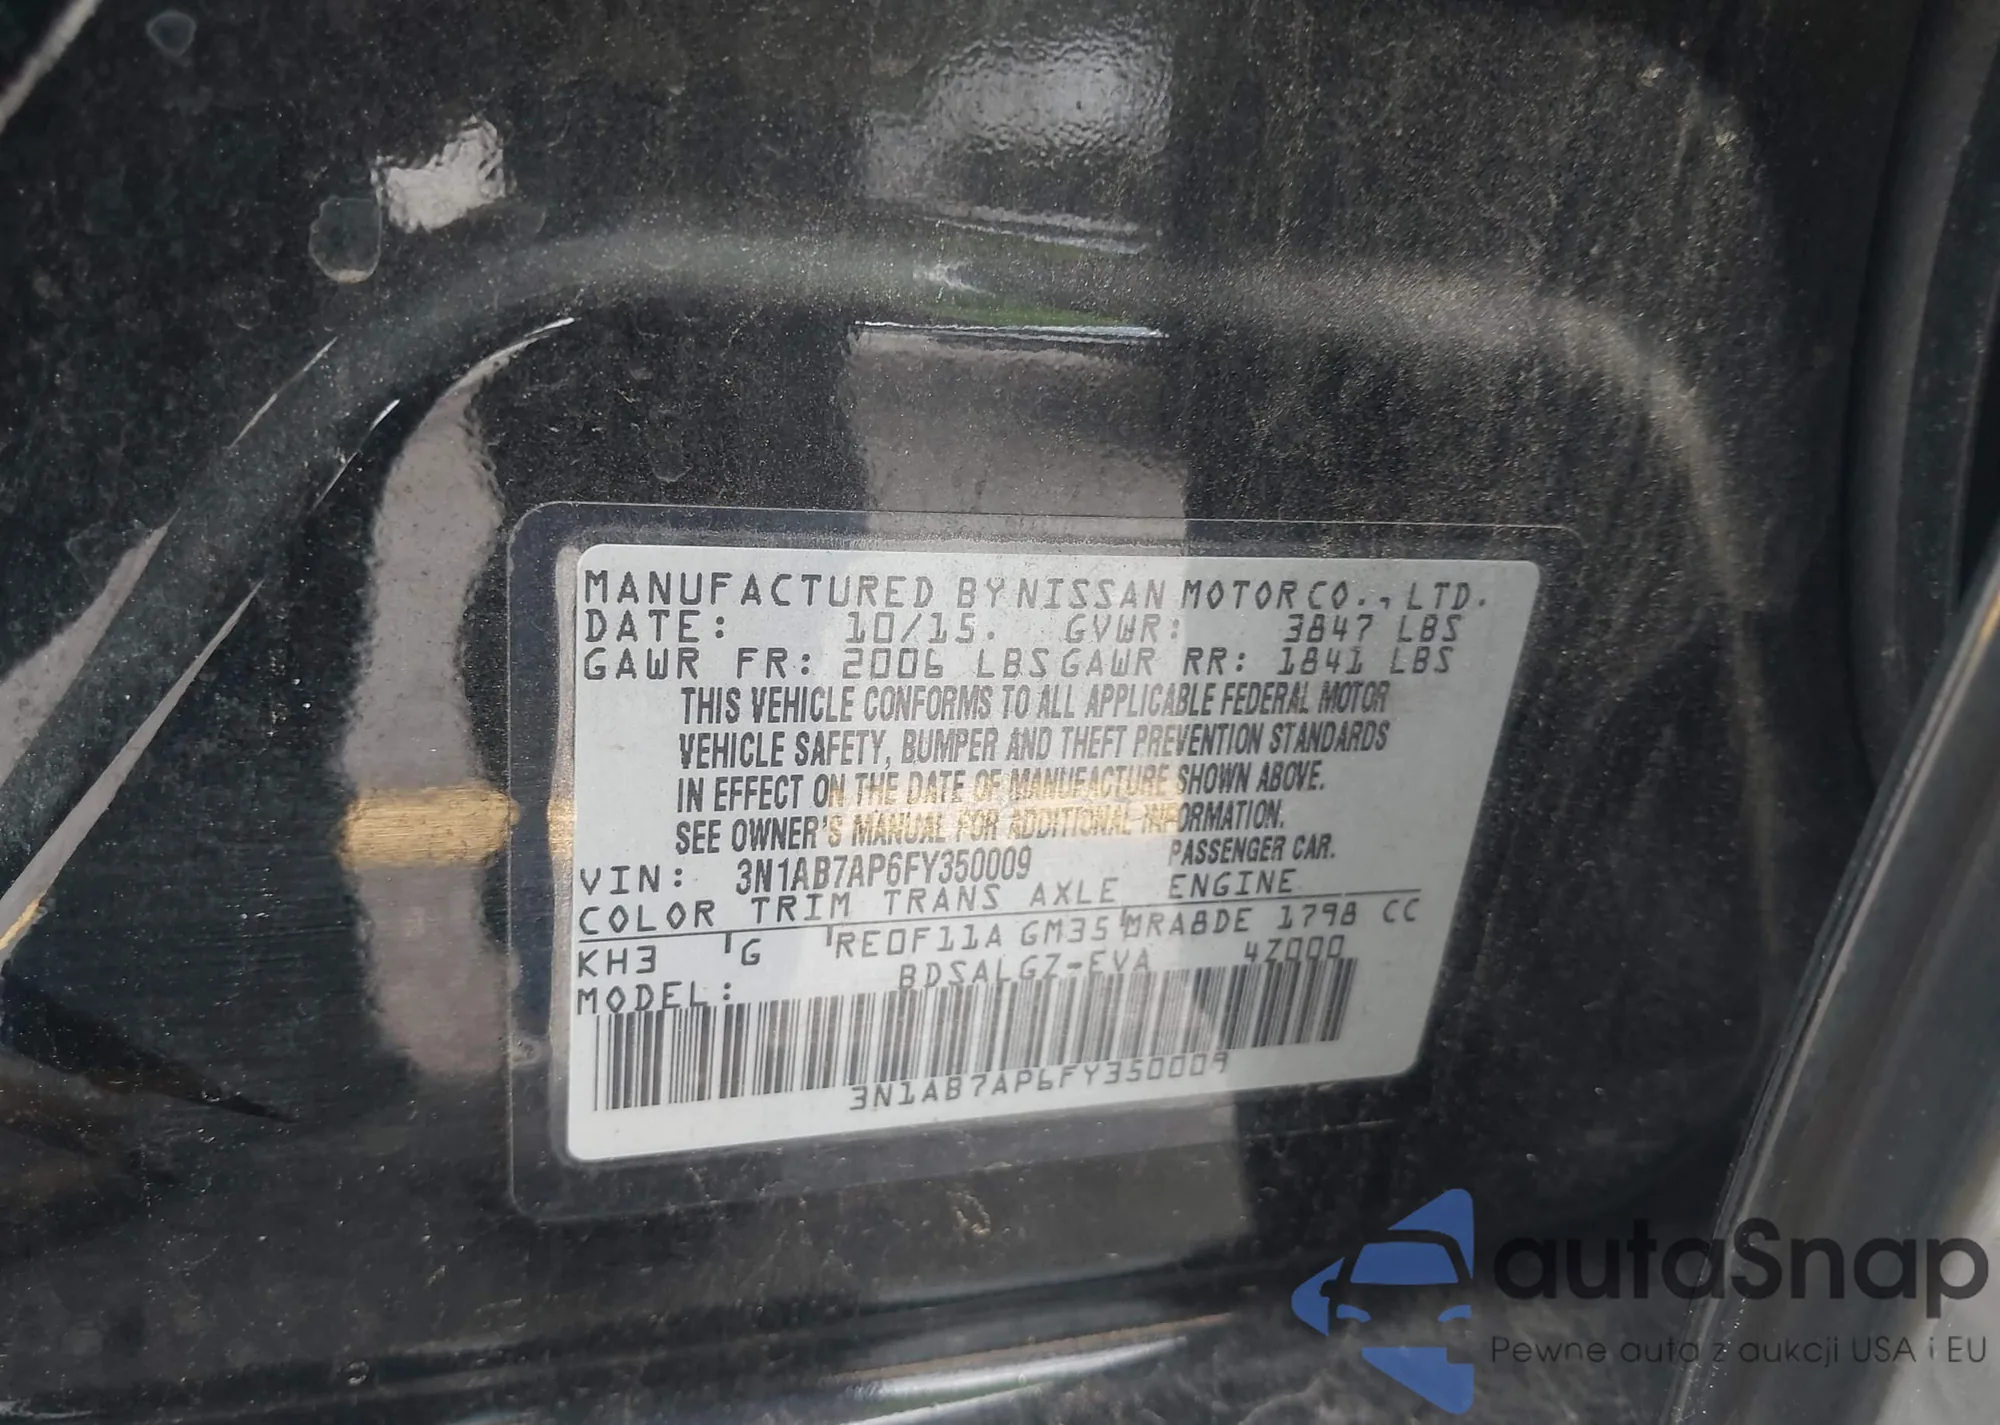 MANUFACTURED BY NISSAN MOTOR CO., LTD.
DATE: 10/15. GVWR: 3847 LBS
GAWR FR: 2006 LBS GAWR RR: 1841 LBS
THIS VEHICLE CONFORMS TO ALL APPLICABLE FEDERAL MOTOR
VEHICLE SAFETY, BUMPER AND THEFT PREVENTION STANDARDS
IN EFFECT ON THE DATE OF MANUFACTURE SHOWN ABOVE.
SEE OWNER'S MANUAL FOR ADDITIONAL INFORMATION.
VIN: 3N1AB7AP6FY350009 PASSENGER CAR.
COLOR TRIM TRANS AXLE ENGINE
KH3 G RE0F11A GM35 MRA8DE 1798 CC
MODEL: BDSALGZ-EVA 4Z000
3N1AB7AP6FY350009
autaSnap
Pewne auta z aukcji USA i EU